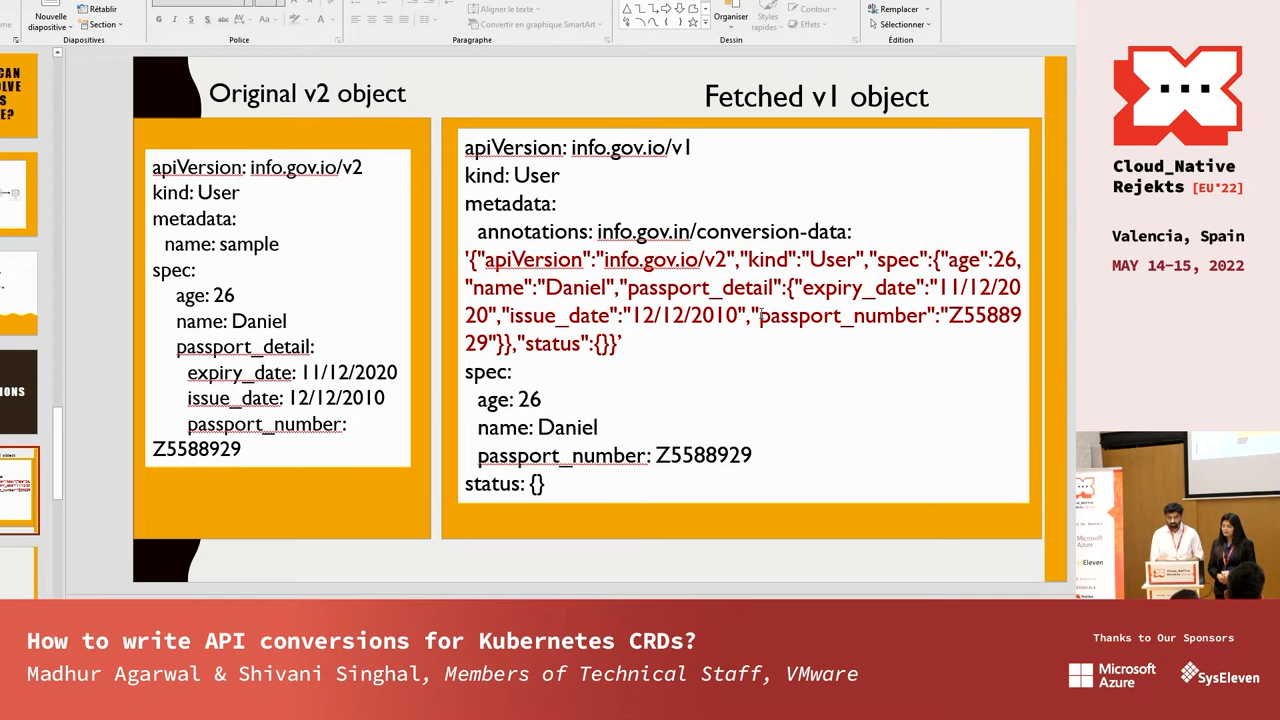 Nouvelle
diapositive
Rétablir
Section
Diapositives
G
I
S
Police
Aligner le texte
Convertir en graphique SmartArt
Paragraphe
Organiser
Styles
rapides
Contour
Effets
Dessin
Remplacer
Sélectionner
Édition
Original v2 object
apiVersion: info.gov.io/v2
kind: User
metadata:
name: sample
spec:
age: 26
name: Daniel
passport_detail:
expiry_date: 11/12/2020
issue_date: 12/12/2010
passport_number:
Z5588929
Fetched v1 object
apiVersion: info.gov.io/v1
kind: User
metadata:
annotations: info.gov.in/conversion-data:
'{"apiVersion":"info.gov.io/v2","kind":"User","spec":{"age":26,
"name":"Daniel","passport_detail":{"expiry_date":"11/12/20
20","issue_date":"12/12/2010","passport_number":"Z55889
29"}},"status":{}}’
spec:
age: 26
name: Daniel
passport_number: Z5588929
status: {}
Cloud_Native
Rejekts [EU*22]
Valencia, Spain
MAY 14-15, 2022
Microsoft
Azure
Cloud_Native
Rejekts
How to write API conversions for Kubernetes CRDs?
Madhur Agarwal & Shivani Singhal, Members of Technical Staff, VMware
Thanks to Our Sponsors
Microsoft
Azure
SysEleven